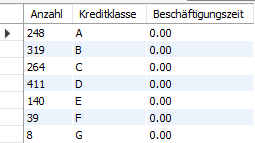 Anzahl Kreditklasse Beschäftigungszeit
248 A 0.00
319 B 0.00
264 C 0.00
411 D 0.00
140 E 0.00
39 F 0.00
8 G 0.00